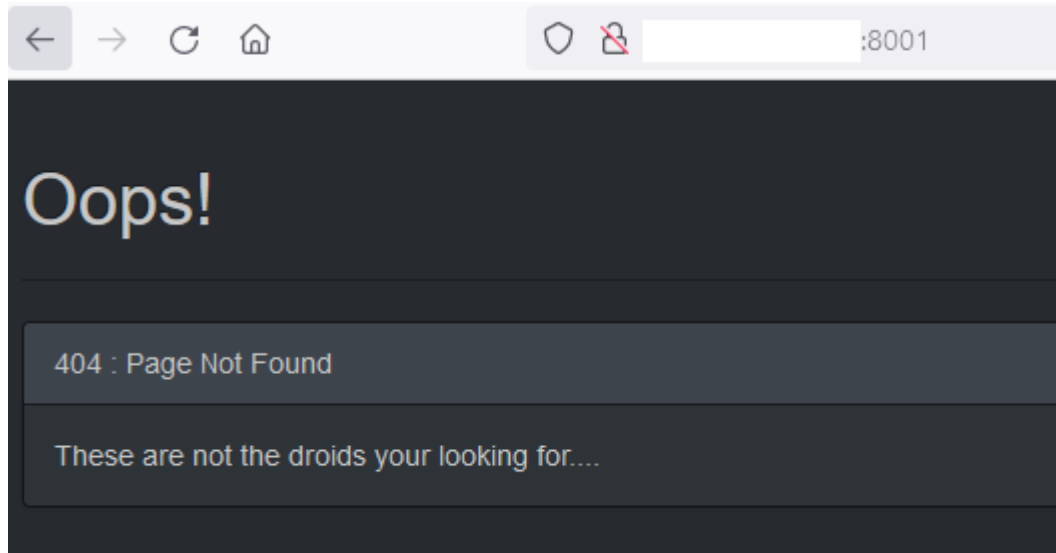 :8001
Oops!
404 : Page Not Found
These are not the droids your looking for....